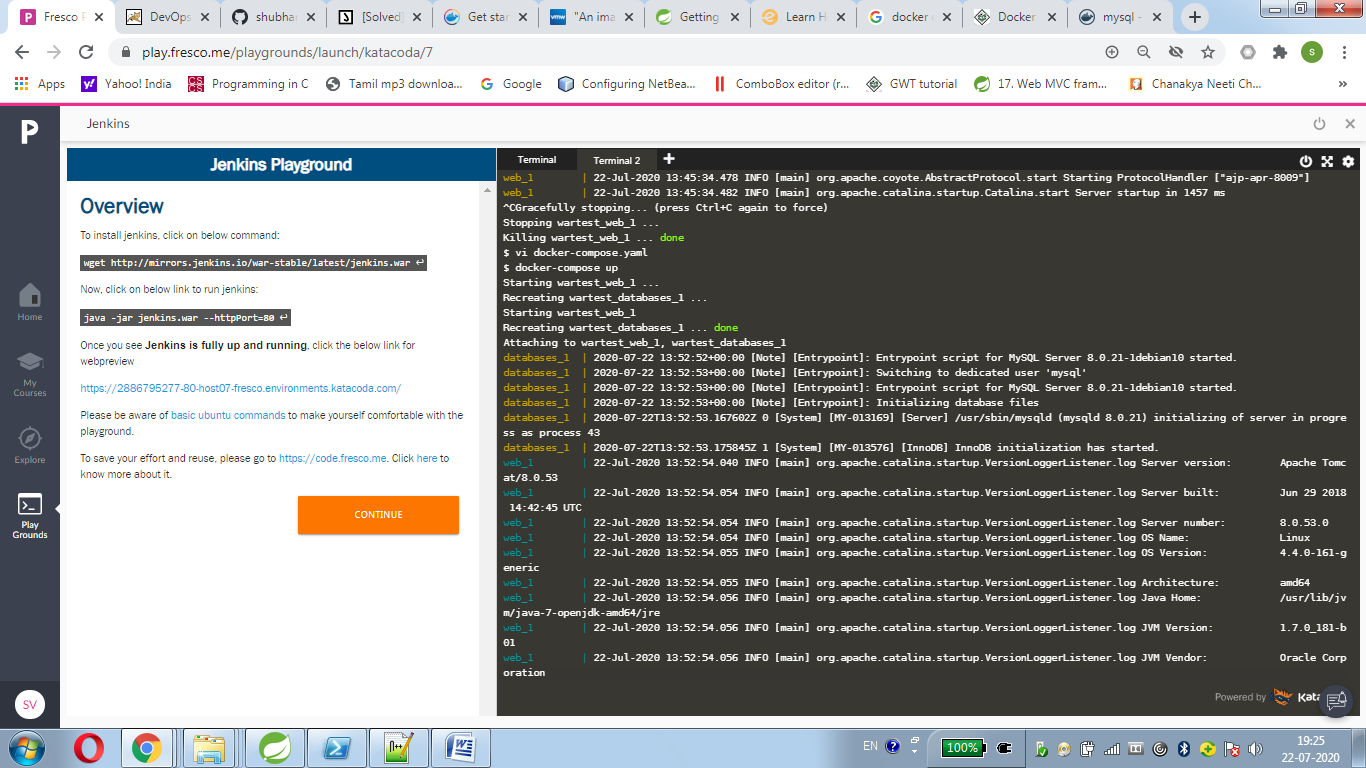 Fresco P
DevOps
shubhar
[Solved]
Get star
"An ima
Getting
Learn H
docker
Docker
mysql -
play.fresco.me/playgrounds/launch/katacoda/7
S
Apps
Yahoo! India
Programming in C
Tamil mp3 downloa...
Google
Configuring NetBea...
ComboBox editor (r...
GWT tutorial
17. Web MVC fram...
Chanakya Neeti Ch...
»
P
Home
My Courses
Explore
Play Grounds
SV
Jenkins
Jenkins Playground
Overview
To install jenkins, click on below command:
wget http://mirrors.jenkins.io/war-stable/latest/jenkins.war ↩
Now, click on below link to run jenkins:
java -jar jenkins.war --httpPort=80 ↩
Once you see Jenkins is fully up and running, click the below link for
webpreview
https://2886795277-80-host07-fresco.environments.katacoda.com/
Please be aware of basic ubuntu commands to make yourself comfortable with the
playground.
To save your effort and reuse, please go to https://code.fresco.me. Click here to
know more about it.
CONTINUE
Terminal
Terminal 2
web_1 | 22-Jul-2020 13:45:34.478 INFO [main] org.apache.coyote.AbstractProtocol.start Starting ProtocolHandler ["ajp-apr-8009"]
web_1 | 22-Jul-2020 13:45:34.482 INFO [main] org.apache.catalina.startup.Catalina.start Server startup in 1457 ms
^CGracefully stopping... (press Ctrl+C again to force)
Stopping wartest_web_1 ...
Killing wartest_web_1 ... done
$ vi docker-compose.yaml
$ docker-compose up
Starting wartest_web_1 ...
Recreating wartest_databases_1 ...
Starting wartest_web_1
Recreating wartest_databases_1 ... done
Attaching to wartest_web_1, wartest_databases_1
databases_1 | 2020-07-22 13:52:52+00:00 [Note] [Entrypoint]: Entrypoint script for MySQL Server 8.0.21-1debian10 started.
databases_1 | 2020-07-22 13:52:53+00:00 [Note] [Entrypoint]: Switching to dedicated user 'mysql'
databases_1 | 2020-07-22 13:52:53+00:00 [Note] [Entrypoint]: Entrypoint script for MySQL Server 8.0.21-1debian10 started.
databases_1 | 2020-07-22 13:52:53+00:00 [Note] [Entrypoint]: Initializing database files
databases_1 | 2020-07-22T13:52:53.167602Z 0 [System] [MY-013169] [Server] /usr/sbin/mysqld (mysqld 8.0.21) initializing of server in progre
ss as process 43
databases_1 | 2020-07-22T13:52:53.175845Z 1 [System] [MY-013576] [InnoDB] InnoDB initialization has started.
web_1 | 22-Jul-2020 13:52:54.040 INFO [main] org.apache.catalina.startup.VersionLoggerListener.log Server version: Apache Tomc
at/8.0.53
web_1 | 22-Jul-2020 13:52:54.054 INFO [main] org.apache.catalina.startup.VersionLoggerListener.log Server built: Jun 29 2018
14:42:45 UTC
web_1 | 22-Jul-2020 13:52:54.054 INFO [main] org.apache.catalina.startup.VersionLoggerListener.log Server number: 8.0.53.0
web_1 | 22-Jul-2020 13:52:54.054 INFO [main] org.apache.catalina.startup.VersionLoggerListener.log OS Name: Linux
web_1 | 22-Jul-2020 13:52:54.055 INFO [main] org.apache.catalina.startup.VersionLoggerListener.log OS Version: 4.4.0-161-g
eneric
web_1 | 22-Jul-2020 13:52:54.055 INFO [main] org.apache.catalina.startup.VersionLoggerListener.log Architecture: amd64
web_1 | 22-Jul-2020 13:52:54.056 INFO [main] org.apache.catalina.startup.VersionLoggerListener.log Java Home: /usr/lib/jv
m/java-7-openjdk-amd64/jre
web_1 | 22-Jul-2020 13:52:54.056 INFO [main] org.apache.catalina.startup.VersionLoggerListener.log JVM Version: 1.7.0_181-b
01
web_1 | 22-Jul-2020 13:52:54.056 INFO [main] org.apache.catalina.startup.VersionLoggerListener.log JVM Vendor: Oracle Corp
oration
Powered by Kata
EN
100%
19:25
22-07-2020